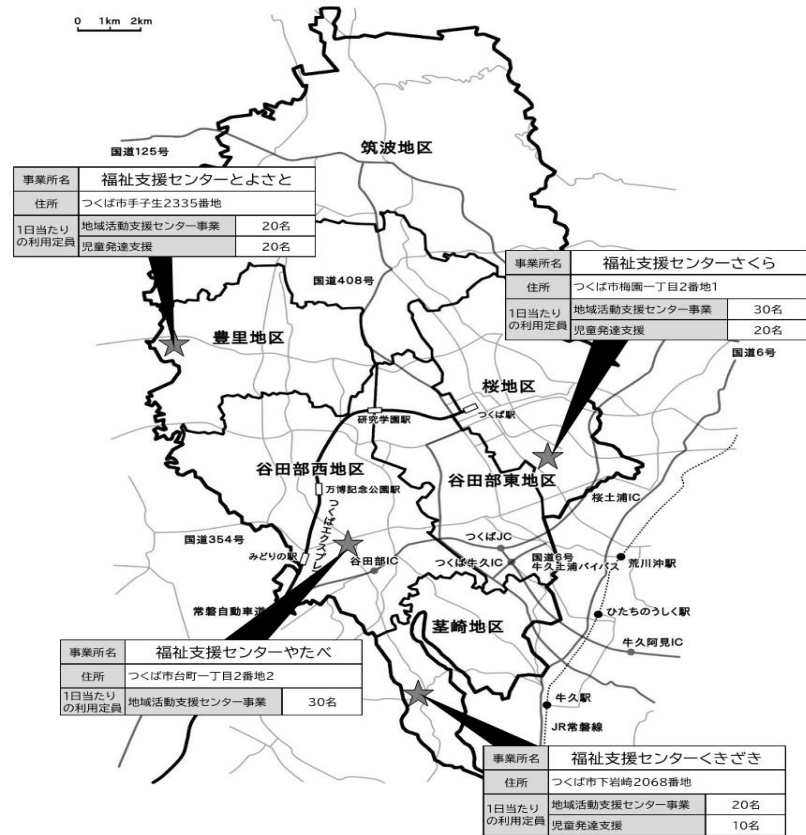 0 1km 2km
国道125号
筑波地区
事業所名 福祉支援センターとよさと
住所 つくば市手子生2335番地
1日当たりの利用定員 地域活動支援センター事業 20名
児童発達支援 20名
国道408号
事業所名 福祉支援センターさくら
住所 つくば市梅園一丁目2番地1
1日当たりの利用定員 地域活動支援センター事業 30名
児童発達支援 20名
国道6号
豊里地区
桜地区
研究学園駅
つくば駅
谷田部西地区
谷田部東地区
万博記念公園駅
桜土浦IC
つくばエクスプレ
国道354号
みどりの駅
谷田部IC
つくばJC
つくば牛久IC
国道6号
牛久土浦バイパス
荒川沖駅
常磐自動車道
ひたちのうしく駅
茎崎地区
牛久阿見IC
事業所名 福祉支援センターやたべ
住所 つくば市台町一丁目2番地2
1日当たりの利用定員 地域活動支援センター事業 30名
牛久駅
JR常磐線
事業所名 福祉支援センターくきざき
住所 つくば市下岩崎2068番地
1日当たりの利用定員 地域活動支援センター事業 20名
児童発達支援 10名